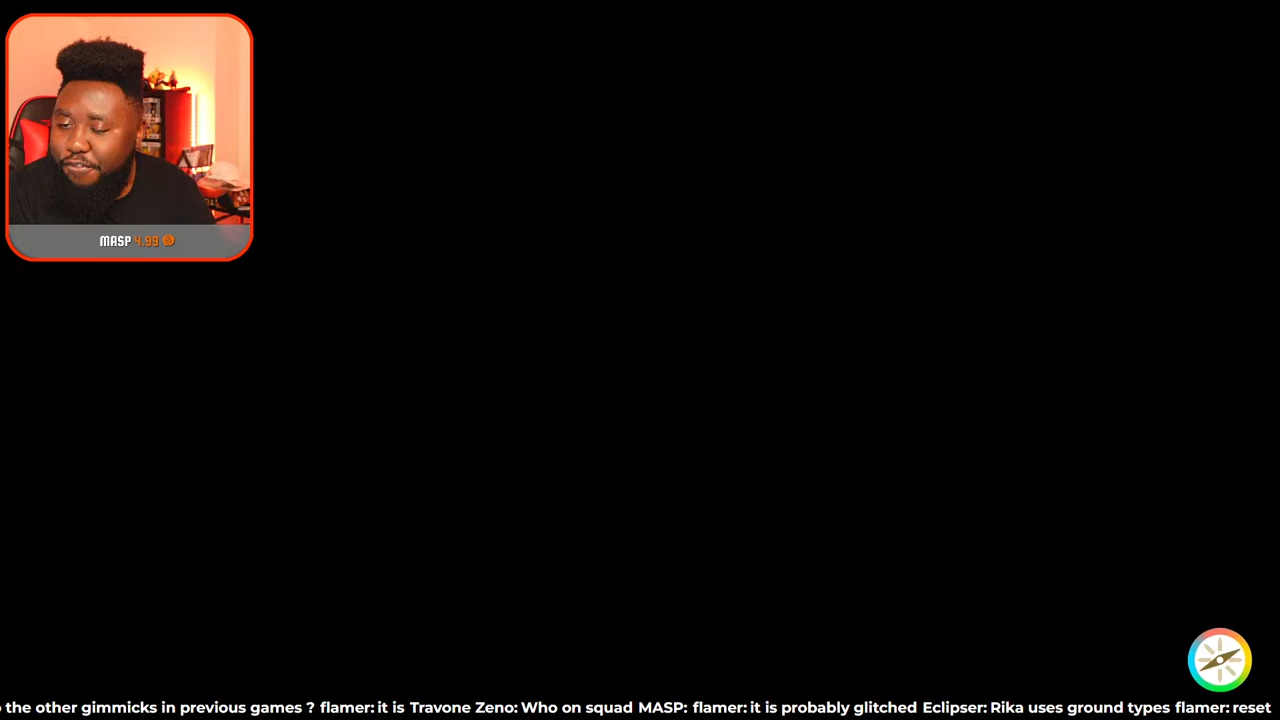 MASP 4.99
the other gimmicks in previous games ? flamer: it is Travone Zeno: Who on squad MASP: flamer: it is probably glitched Eclipser: Rika uses ground types flamer: reset